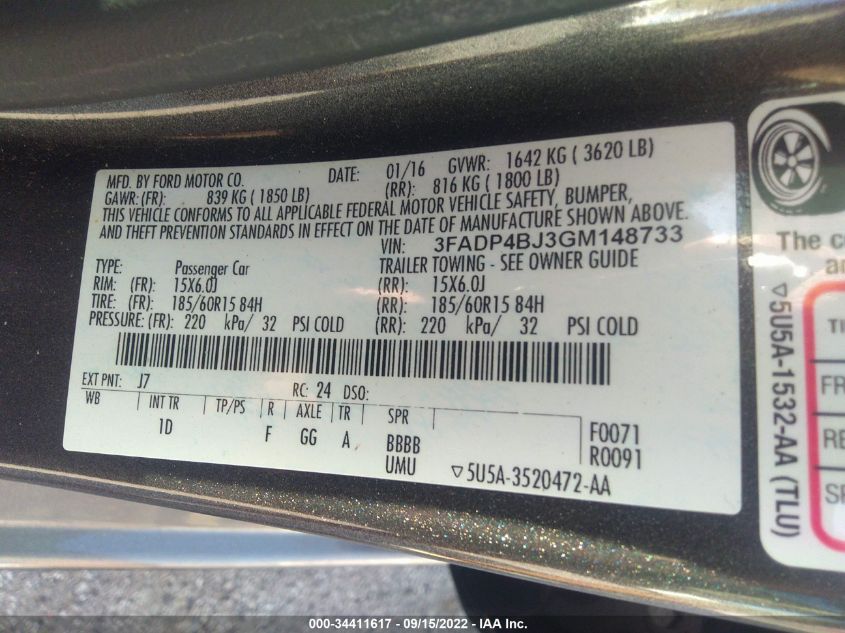 MFD. BY FORD MOTOR CO. DATE: 01/16 GVWR: 1642 KG ( 3620 LB)
GAWR: (FR) 839 KG ( 1850 LB) (RR): 816 KG ( 1800 LB)
THIS VEHICLE CONFORMS TO ALL APPLICABLE FEDERAL MOTOR VEHICLE SAFETY, BUMPER,
AND THEFT PREVENTION STANDARDS IN EFFECT ON THE DATE OF MANUFACTURE SHOWN ABOVE.
VIN: 3FADP4BJ3GM148733
TYPE: Passenger Car TRAILER TOWING - SEE OWNER GUIDE
RIM: (FR) 15X6.0J (RR): 15X6.0J
TIRE: (FR): 185/60R15 84H (RR): 185/60R15 84H
PRESSURE: (FR) 220 kPa/ 32 PSI COLD (RR): 220 kPa/ 32 PSI COLD
EXT PNT: J7 RC: 24 DSO:
WB INT TR TP/PS R AXLE TR SPR
1D F GG A BBBB F0071
UMU R0091
▽5U5A-3520472-AA
The
▽5U5A-1532-AA (TLU)
000-34411617 - 09/15/2022 - IAA Inc.